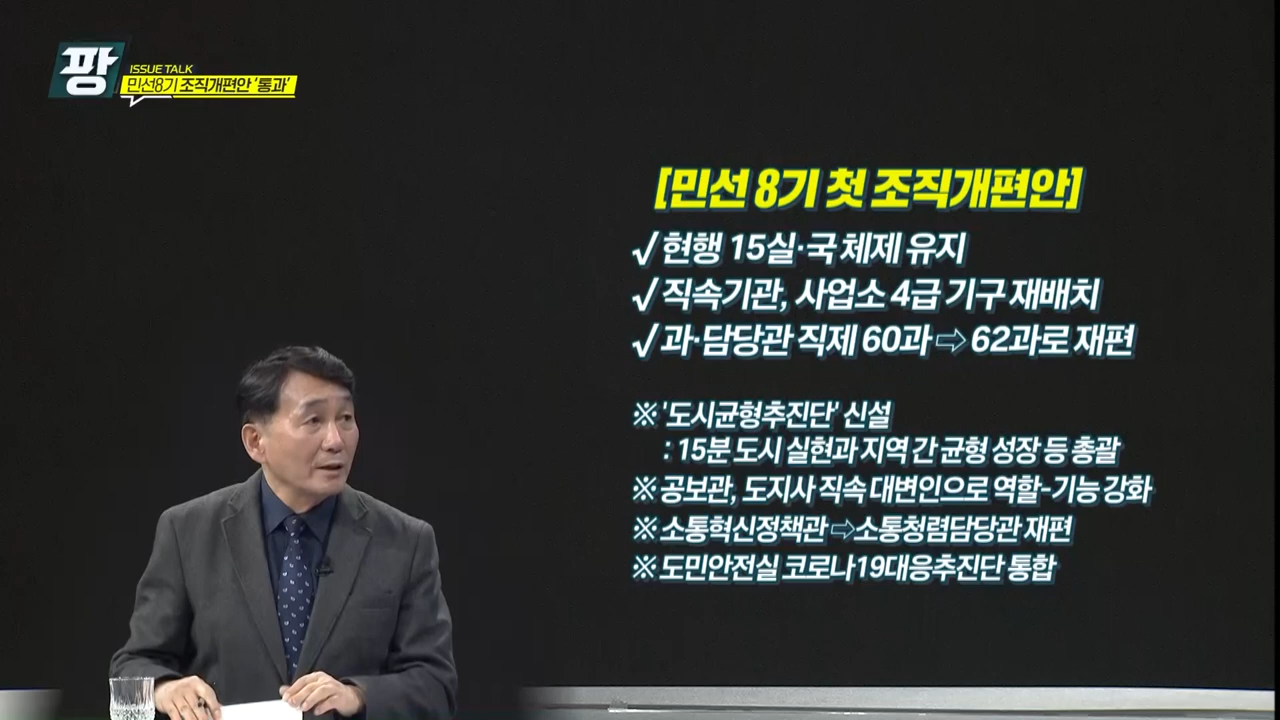 팡
ISSUE TALK
민선8기 조직개편안 '통과'
[민선 8기 첫 조직개편안]
√ 현행 15실·국 체제 유지
√ 직속기관, 사업소 4급 기구 재배치
√ 과·담당관 직제 60과 ⇨ 62과로 재편
※ '도시균형추진단' 신설
: 15분 도시 실현과 지역 간 균형 성장 등 총괄
※ 공보관, 도지사 직속 대변인으로 역할-기능 강화
※ 소통혁신정책관 ⇨소통청렴담당관 재편
※ 도민안전실 코로나19대응추진단 통합